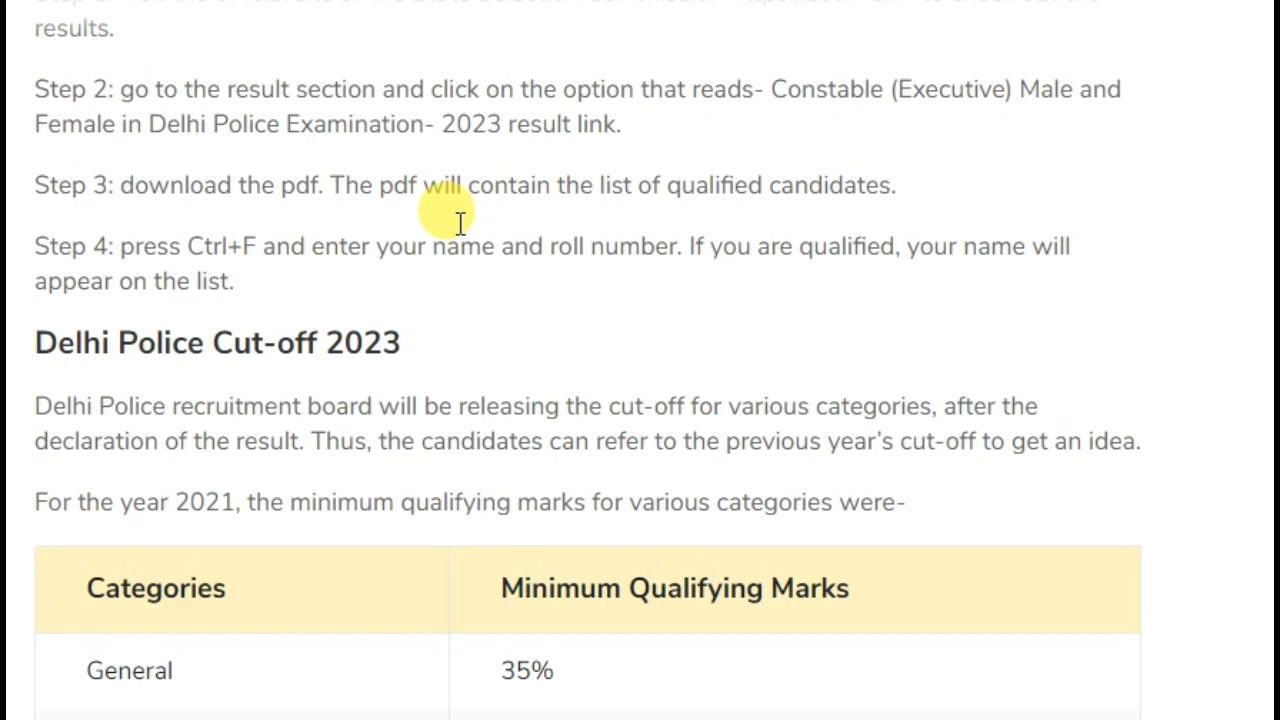 results.
Step 2: go to the result section and click on the option that reads- Constable (Executive) Male and
Female in Delhi Police Examination- 2023 result link.
Step 3: download the pdf. The pdf will contain the list of qualified candidates.
Step 4: press Ctrl+F and enter your name and roll number. If you are qualified, your name will
appear on the list.
Delhi Police Cut-off 2023
Delhi Police recruitment board will be releasing the cut-off for various categories, after the
declaration of the result. Thus, the candidates can refer to the previous year’s cut-off to get an idea.
For the year 2021, the minimum qualifying marks for various categories were-
Categories Minimum Qualifying Marks
General 35%